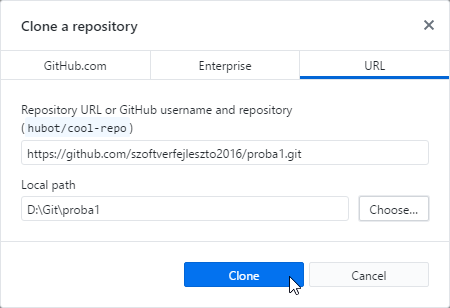 Clone a repository
GitHub.com
Enterprise
URL
Repository URL or GitHub username and repository
(hubot/cool-repo)
https://github.com/szoftverfejleszto2016/proba1.git
Local path
D:\Git\proba1
Choose...
Clone
Cancel